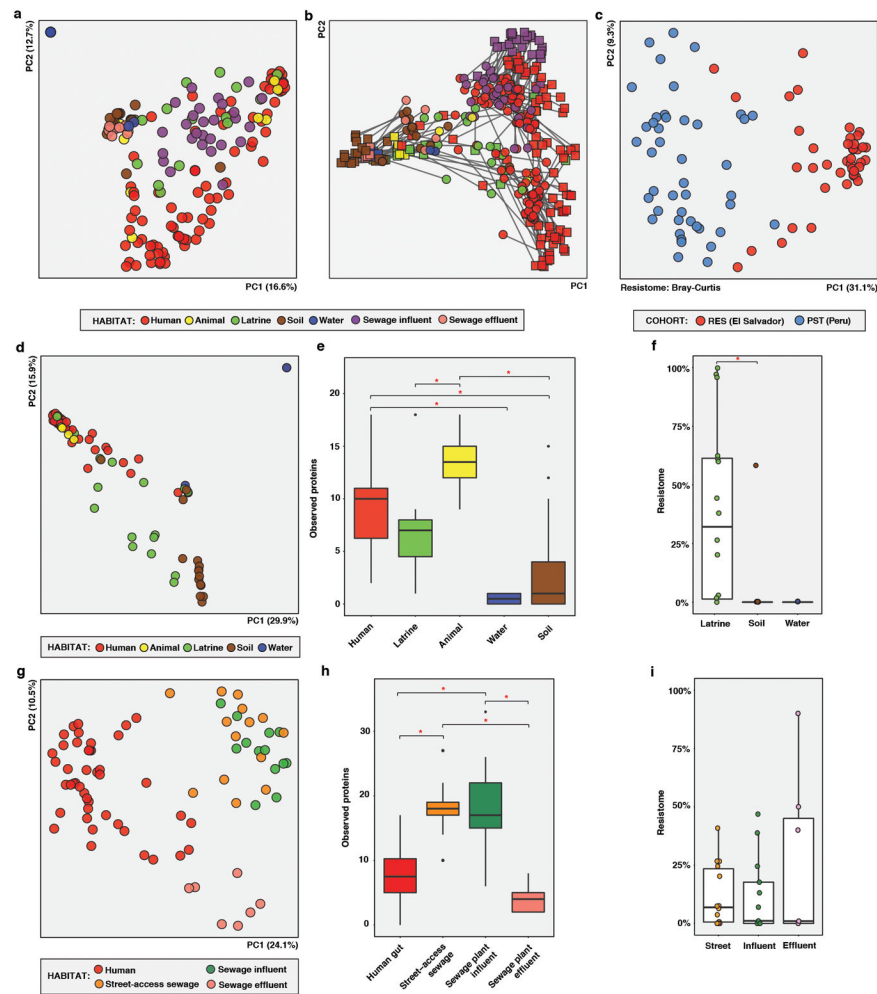 a
b
c
PC2 (12.7%)
PC2
PC2 (9.3%)
PC1 (16.6%)
PC1
Resistome: Bray-Curtis
PC1 (31.1%)
HABITAT: Human Animal Latrine Soil Water Sewage influent Sewage effluent
COHORT: RES (El Salvador) PST (Peru)
d
e
f
PC2 (15.9%)
PC1 (29.9%)
HABITAT: Human Animal Latrine Soil Water
Observed proteins
20
15
10
5
0
* * * *
Human
Latrine
Animal
Water
Soil
Resistome
100%
75%
50%
25%
0%
*
Latrine Soil Water
g
h
i
PC2 (10.5%)
PC1 (24.1%)
HABITAT: Human Sewage influent
Street-access sewage Sewage effluent
Observed proteins
30
20
10
0
* * * *
Human gut
Street-access
sewage
Sewage plant
influent
Sewage plant
effluent
Resistome
100%
75%
50%
25%
0%
Street Influent Effluent